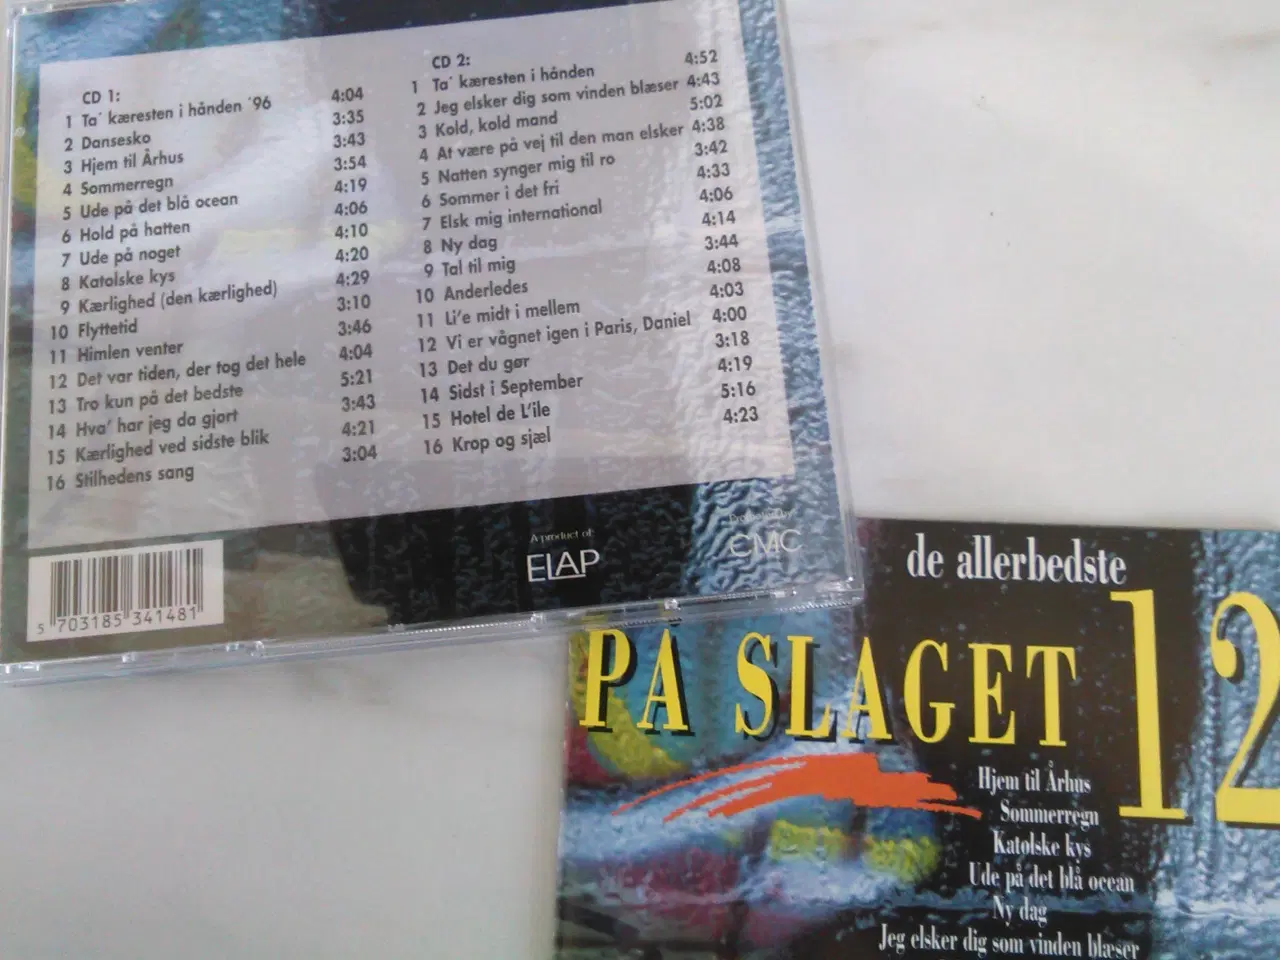 CD 1:
1 Ta' kæresten i hånden '96 4:04
2 Dansesko 3:35
3 Hjem til Århus 3:43
4 Sommerregn 3:54
5 Ude på det blå ocean 4:19
6 Hold på hatten 4:06
7 Ude på noget 4:10
8 Katolske kys 4:20
9 Kærlighed (den kærlighed) 4:29
10 Flyttetid 3:10
11 Himlen venter 3:46
12 Det var tiden, der tog det hele 4:04
13 Tro kun på det bedste 5:21
14 Hva' har jeg da gjort 3:43
15 Kærlighed ved sidste blik 4:21
16 Stilhedens sang 3:04
CD 2:
1 Ta' kæresten i hånden 4:52
2 Jeg elsker dig som vinden blæser 4:43
3 Kold, kold mand 5:02
4 At være på vej til den man elsker 4:38
5 Natten synger mig til ro 3:42
6 Sommer i det fri 4:33
7 Elsk mig international 4:06
8 Ny dag 4:14
9 Tal til mig 3:44
10 Anderledes 4:08
11 Li'e midt i mellem 4:03
12 Vi er vågnet igen i Paris, Daniel 4:00
13 Det du gør 3:18
14 Sidst i September 4:19
15 Hotel de L'ile 5:16
16 Krop og sjæl 4:23
5 703185 341481
A product of:
ELAP
Promoted by:
CMC
de allerbedste
PÅ SLAGET 12
Hjem til Århus
Sommerregn
Katolske kys
Ude på det blå ocean
Ny dag
Jeg elsker dig som vinden blæser